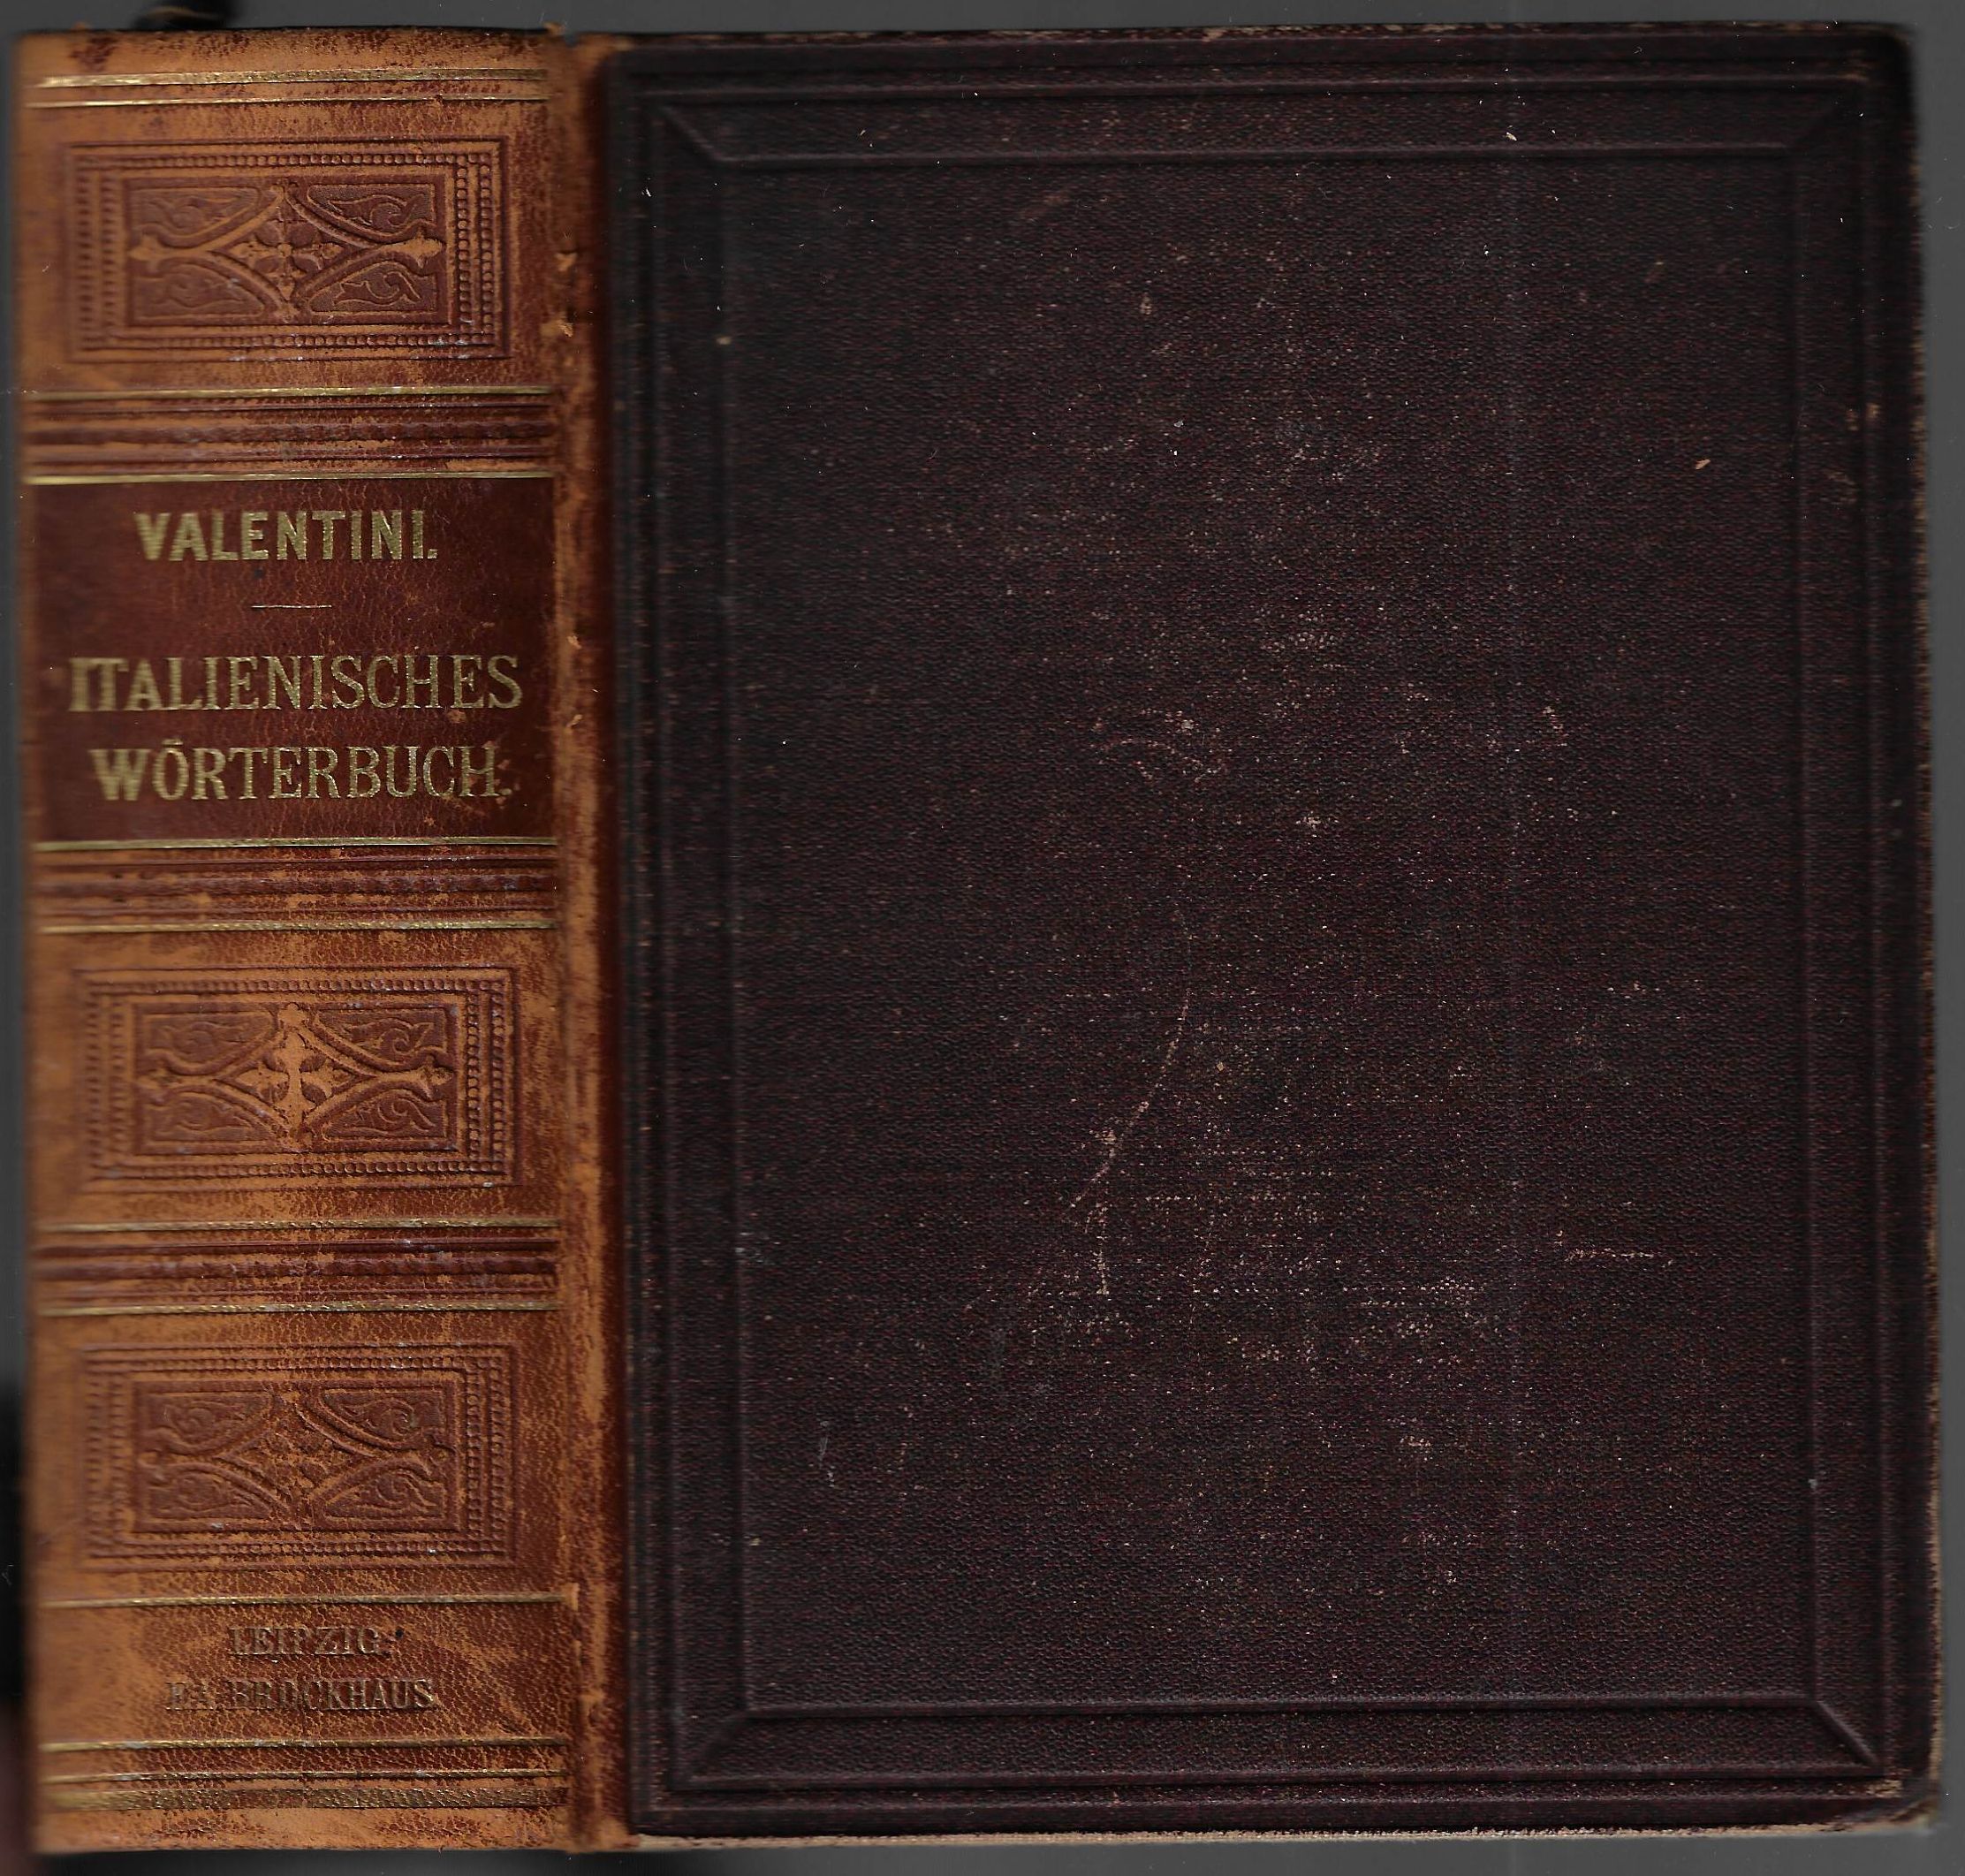 VALENTINI.
ITALIENISCHES
WÖRTERBUCH.
LEIPZIG:
F.A. BROCKHAUS.